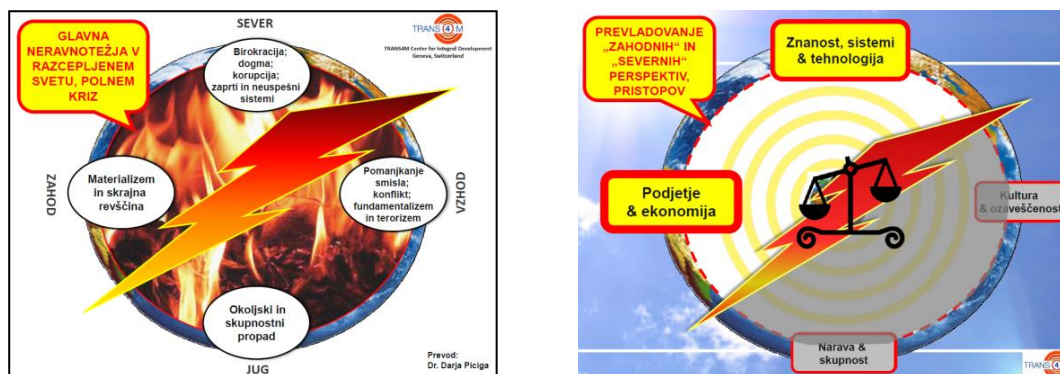 SEVER
GLAVNA
NERAVNOTEŽJA V
RAZCEPLJENEM
SVETU, POLNEM
KRIZ
TRANS4M
TRANS4M Center for Integral Development
Geneva, Switzerland
Birokracija;
dogma;
korupcija;
zaprti in neuspešni
sistemi
ZAHOD
Materializem
in skrajna
revščina
Pomanjkanje
smisla;
konflikt;
fundamentalizem
in terorizem
VZHOD
Okoljski in
skupnostni
propad
JUG
Prevod:
Dr. Darja Piciga
PREVLADOVANJE
„ZAHODNIH“ IN
„SEVERNIH“
PERSPEKTIV,
PRISTOPOV
Znanost, sistemi
& tehnologija
Podjetje
& ekonomija
Kultura
& ozaveščenost
Narava &
skupnost
TRANS4M